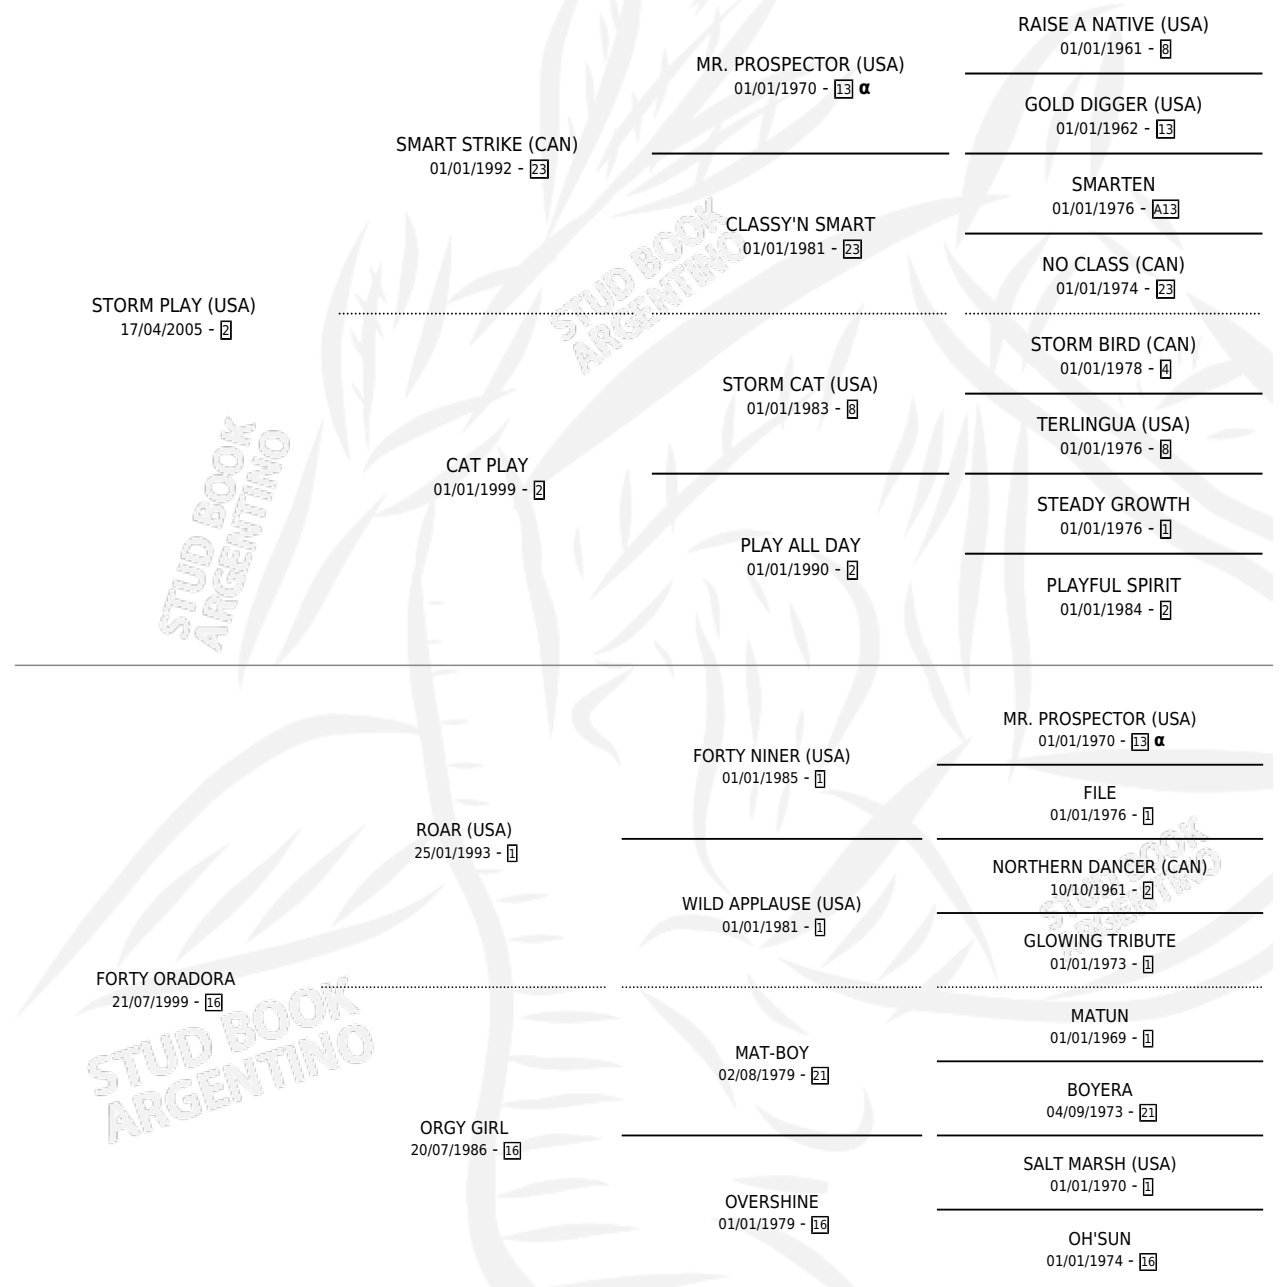 RAISE A NATIVE (USA)
01/01/1961 - 8
MR. PROSPECTOR (USA)
01/01/1970 - 13 α
GOLD DIGGER (USA)
01/01/1962 - 13
SMART STRIKE (CAN)
01/01/1992 - 23
SMARTEN
01/01/1976 - A13
CLASSY'N SMART
01/01/1981 - 23
NO CLASS (CAN)
01/01/1974 - 23
STORM PLAY (USA)
17/04/2005 - 2
STORM BIRD (CAN)
01/01/1978 - 4
STORM CAT (USA)
01/01/1983 - 8
TERLINGUA (USA)
01/01/1976 - 8
CAT PLAY
01/01/1999 - 2
STEADY GROWTH
01/01/1976 - 1
PLAY ALL DAY
01/01/1990 - 2
PLAYFUL SPIRIT
01/01/1984 - 2
STUD BOOK
ARGENTINO
STUD BOOK
ARGENTINO
MR. PROSPECTOR (USA)
01/01/1970 - 13 α
FORTY NINER (USA)
01/01/1985 - 1
FILE
01/01/1976 - 1
ROAR (USA)
25/01/1993 - 1
NORTHERN DANCER (CAN)
10/10/1961 - 2
WILD APPLAUSE (USA)
01/01/1981 - 1
GLOWING TRIBUTE
01/01/1973 - 1
FORTY ORADORA
21/07/1999 - 16
MATUN
01/01/1969 - 1
MAT-BOY
02/08/1979 - 21
BOYERA
04/09/1973 - 21
ORGY GIRL
20/07/1986 - 16
SALT MARSH (USA)
01/01/1970 - 1
OVERSHINE
01/01/1979 - 16
OH'SUN
01/01/1974 - 16
STUD BOOK
ARGENTINO
STUD BOOK
ARGENTINO